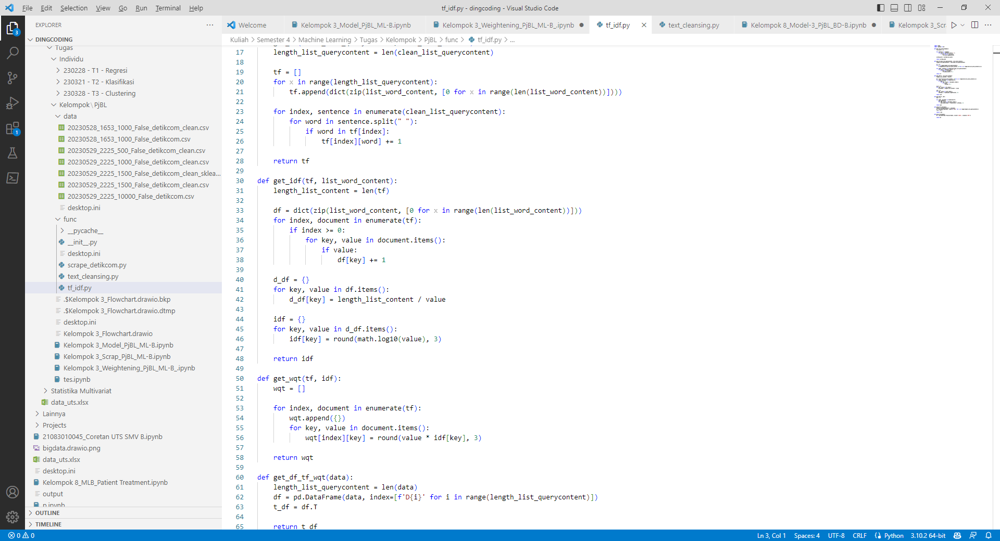 File Edit Selection View Go Run Terminal Help
tf_idf.py - dingcoding - Visual Studio Code
EXPLORER
Welcome
Kelompok 3_Model_PjBL_ML-B.ipynb
Kelompok 3_Weightening_PjBL_ML-B_.ipynb
tf_idf.py
text_cleansing.py
Kelompok 8_Model-3_PjBL_BD-B.ipynb
Kelompok 3_Scr
Kuliah > Semester 4 > Machine Learning > Tugas > Kelompok > PjBL > func > tf_idf.py > ...
3
1
DINGCODING
Tugas
Individu
230228 - T1 - Regresi
230321 - T2 - Klasifikasi
230328 - T3 - Clustering
Kelompok\PjBL
data
20230528_1653_1000_False_detikcom_clean.csv
20230528_1653_1000_False_detikcom.csv
20230529_2225_500_False_detikcom_clean.csv
20230529_2225_1000_False_detikcom_clean.csv
20230529_2225_1500_False_detikcom_clean_sklea...
20230529_2225_1500_False_detikcom_clean.csv
20230529_2225_10000_False_detikcom.csv
desktop.ini
func
__pycache__
__init__.py
desktop.ini
scrape_detikcom.py
text_cleansing.py
tf_idf.py
.$Kelompok 3_Flowchart.drawio.bkp
.$Kelompok 3_Flowchart.drawio.dtmp
desktop.ini
Kelompok 3_Flowchart.drawio
Kelompok 3_Model_PjBL_ML-B.ipynb
Kelompok 3_Scrap_PjBL_ML-B.ipynb
Kelompok 3_Weightening_PjBL_ML-B_.ipynb
tes.ipynb
Statistika Multivariat
data_uts.xlsx
Lainnya
Projects
21083010045_Coretan UTS SMV B.ipynb
bigdata.drawio.png
data_uts.xlsx
desktop.ini
Kelompok 8_MLB_Patient Treatment.ipynb
output
p.ipynb
OUTLINE
TIMELINE
17 length_list_querycontent = len(clean_list_querycontent)
18
19 tf = []
20 for x in range(length_list_querycontent):
21 tf.append(dict(zip(list_word_content, [0 for x in range(len(list_word_content))])))
22
23 for index, sentence in enumerate(clean_list_querycontent):
24 for word in sentence.split(" "):
25 if word in tf[index]:
26 tf[index][word] += 1
27
28 return tf
29
30 def get_idf(tf, list_word_content):
31 length_list_content = len(tf)
32
33 df = dict(zip(list_word_content, [0 for x in range(len(list_word_content))]))
34 for index, document in enumerate(tf):
35 if index >= 0:
36 for key, value in document.items():
37 if value:
38 df[key] += 1
39
40 d_df = {}
41 for key, value in df.items():
42 d_df[key] = length_list_content / value
43
44 idf = {}
45 for key, value in d_df.items():
46 idf[key] = round(math.log10(value), 3)
47
48 return idf
49
50 def get_wqt(tf, idf):
51 wqt = []
52
53 for index, document in enumerate(tf):
54 wqt.append({})
55 for key, value in document.items():
56 wqt[index][key] = round(value * idf[key], 3)
57
58 return wqt
59
60 def get_df_tf_wqt(data):
61 length_list_querycontent = len(data)
62 df = pd.DataFrame(data, index=[f'D{i}' for i in range(length_list_querycontent)])
63 t_df = df.T
64
65 return t_df
0 0
Ln 3, Col 1 Spaces: 4 UTF-8 CRLF Python 3.10.2 64-bit